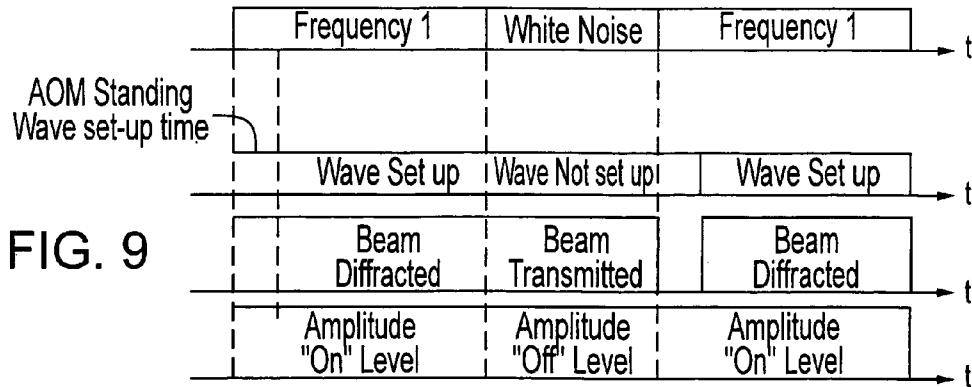 Frequency 1 White Noise Frequency 1
t
AOM Standing
Wave set-up time
Wave Set up Wave Not set up Wave Set up
t
FIG. 9
Beam Beam Beam
Diffracted Transmitted Diffracted
t
Amplitude Amplitude Amplitude
"On" Level "Off" Level "On" Level
t